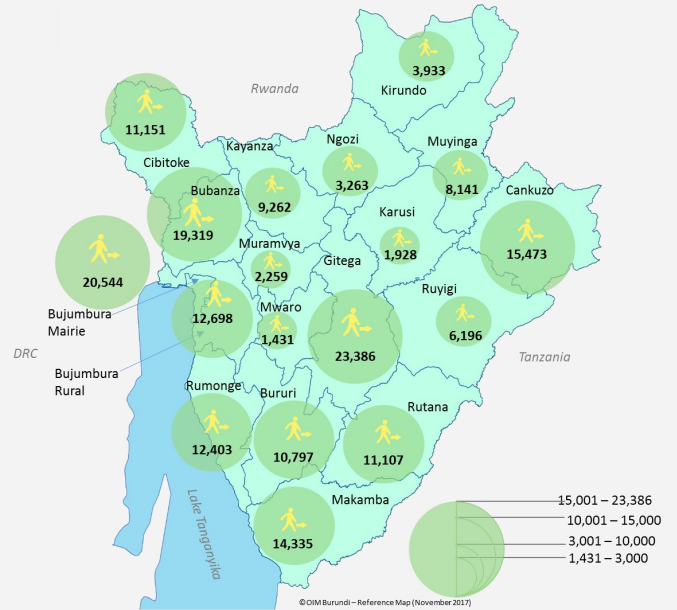 3,933
Kirundo
Rwanda
11,151
Cibitoke
Kayanza
Ngozi
Muyinga
3,263
8,141
Bubanza
9,262
Cankuzo
19,319
Karusi
Muramvya
1,928
15,473
20,544
2,259
Gitega
Ruyigi
Bujumbura
Mairie
12,698
Mwaro
1,431
6,196
DRC
23,386
Tanzania
Bujumbura
Rural
Rumonge
Bururi
Rutana
12,403
10,797
11,107
Makamba
14,335
Lake Tanganyika
15,001 – 23,386
10,001 – 15,000
3,001 – 10,000
1,431 – 3,000
© OIM Burundi – Reference Map (November 2017)